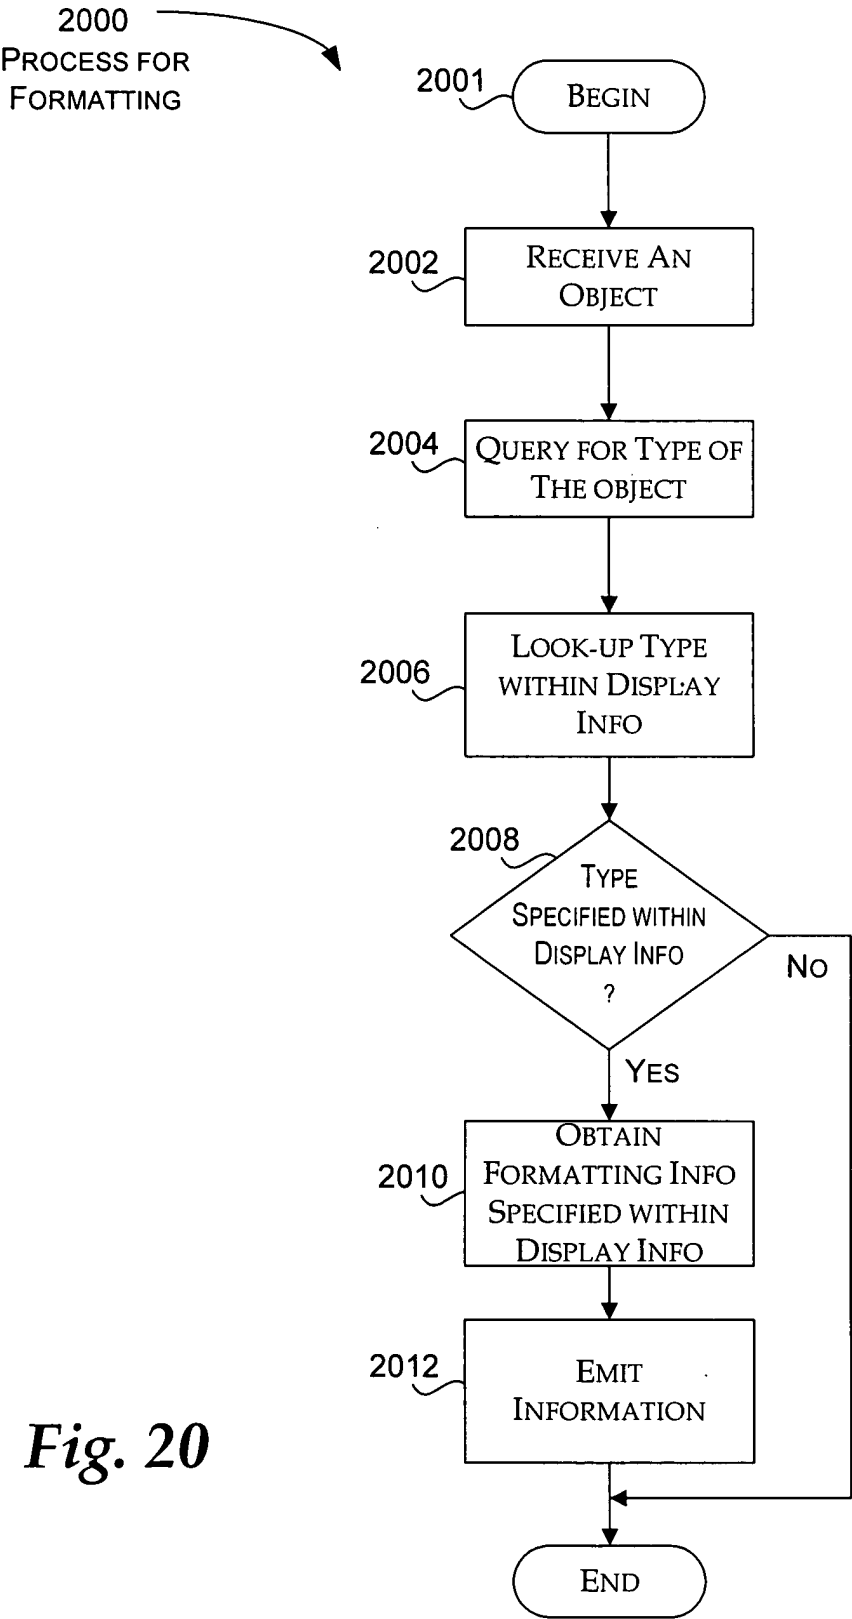 2000
PROCESS FOR
FORMATTING
2001
BEGIN
2002
RECEIVE AN
OBJECT
2004
QUERY FOR TYPE OF
THE OBJECT
2006
LOOK-UP TYPE
WITHIN DISPLAY
INFO
2008
TYPE
SPECIFIED WITHIN
DISPLAY INFO
?
NO
YES
2010
OBTAIN
FORMATTING INFO
SPECIFIED WITHIN
DISPLAY INFO
2012
EMIT
INFORMATION
Fig. 20
END